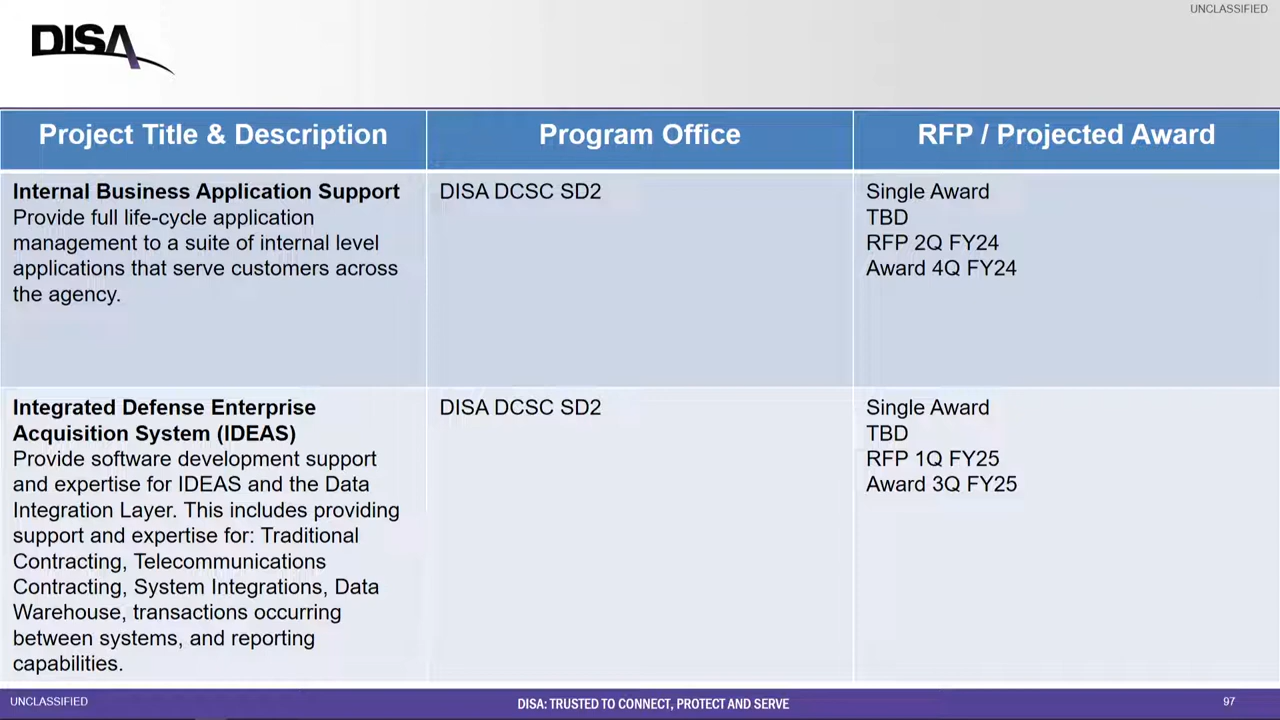 UNCLASSIFIED
DISA
Project Title & Description
Program Office
RFP / Projected Award
Internal Business Application Support
Provide full life-cycle application
management to a suite of internal level
applications that serve customers across
the agency.
DISA DCSC SD2
Single Award
TBD
RFP 2Q FY24
Award 4Q FY24
Integrated Defense Enterprise
Acquisition System (IDEAS)
Provide software development support
and expertise for IDEAS and the Data
Integration Layer. This includes providing
support and expertise for: Traditional
Contracting, Telecommunications
Contracting, System Integrations, Data
Warehouse, transactions occurring
between systems, and reporting
capabilities.
DISA DCSC SD2
Single Award
TBD
RFP 1Q FY25
Award 3Q FY25
UNCLASSIFIED
DISA: TRUSTED TO CONNECT, PROTECT AND SERVE
97